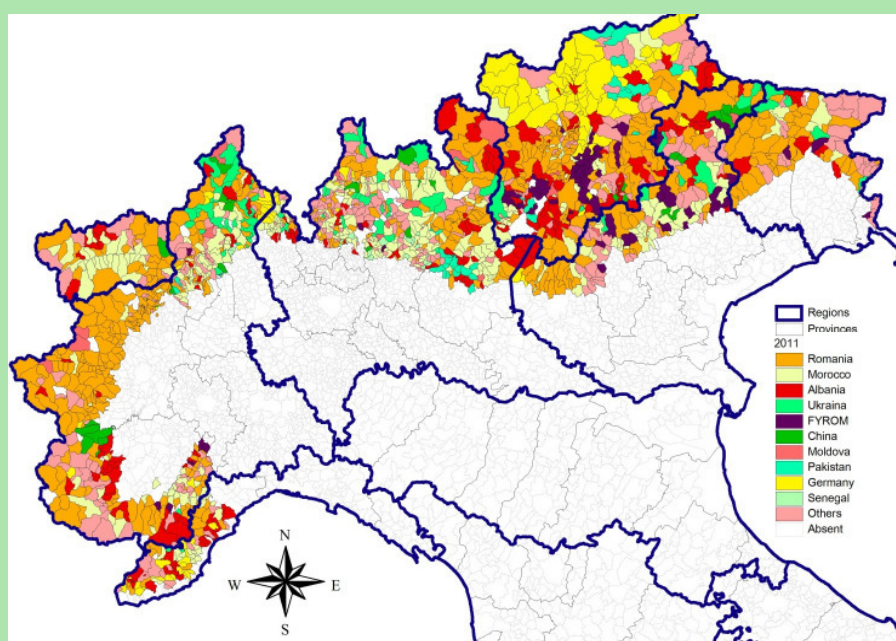 Regions
Provinces
2011
Romania
Morocco
Albania
Ukraina
FYROM
China
Moldova
Pakistan
Germany
Senegal
Others
Absent
N
W E
S